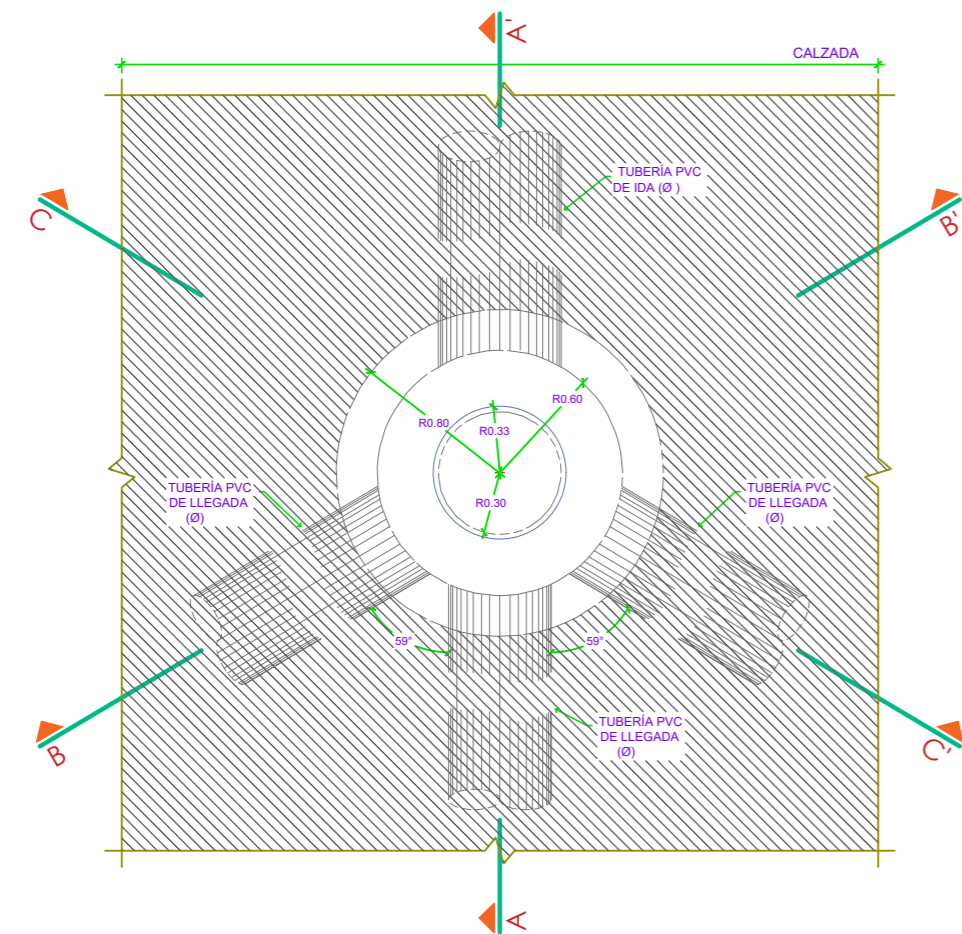 A'
CALZADA
TUBERÍA PVC
DE IDA (Ø )
C
B'
R0.60
R0.80
R0.33
R0.30
TUBERÍA PVC
DE LLEGADA
(Ø)
TUBERÍA PVC
DE LLEGADA
(Ø)
59°
59°
TUBERÍA PVC
DE LLEGADA
(Ø)
B
C'
A